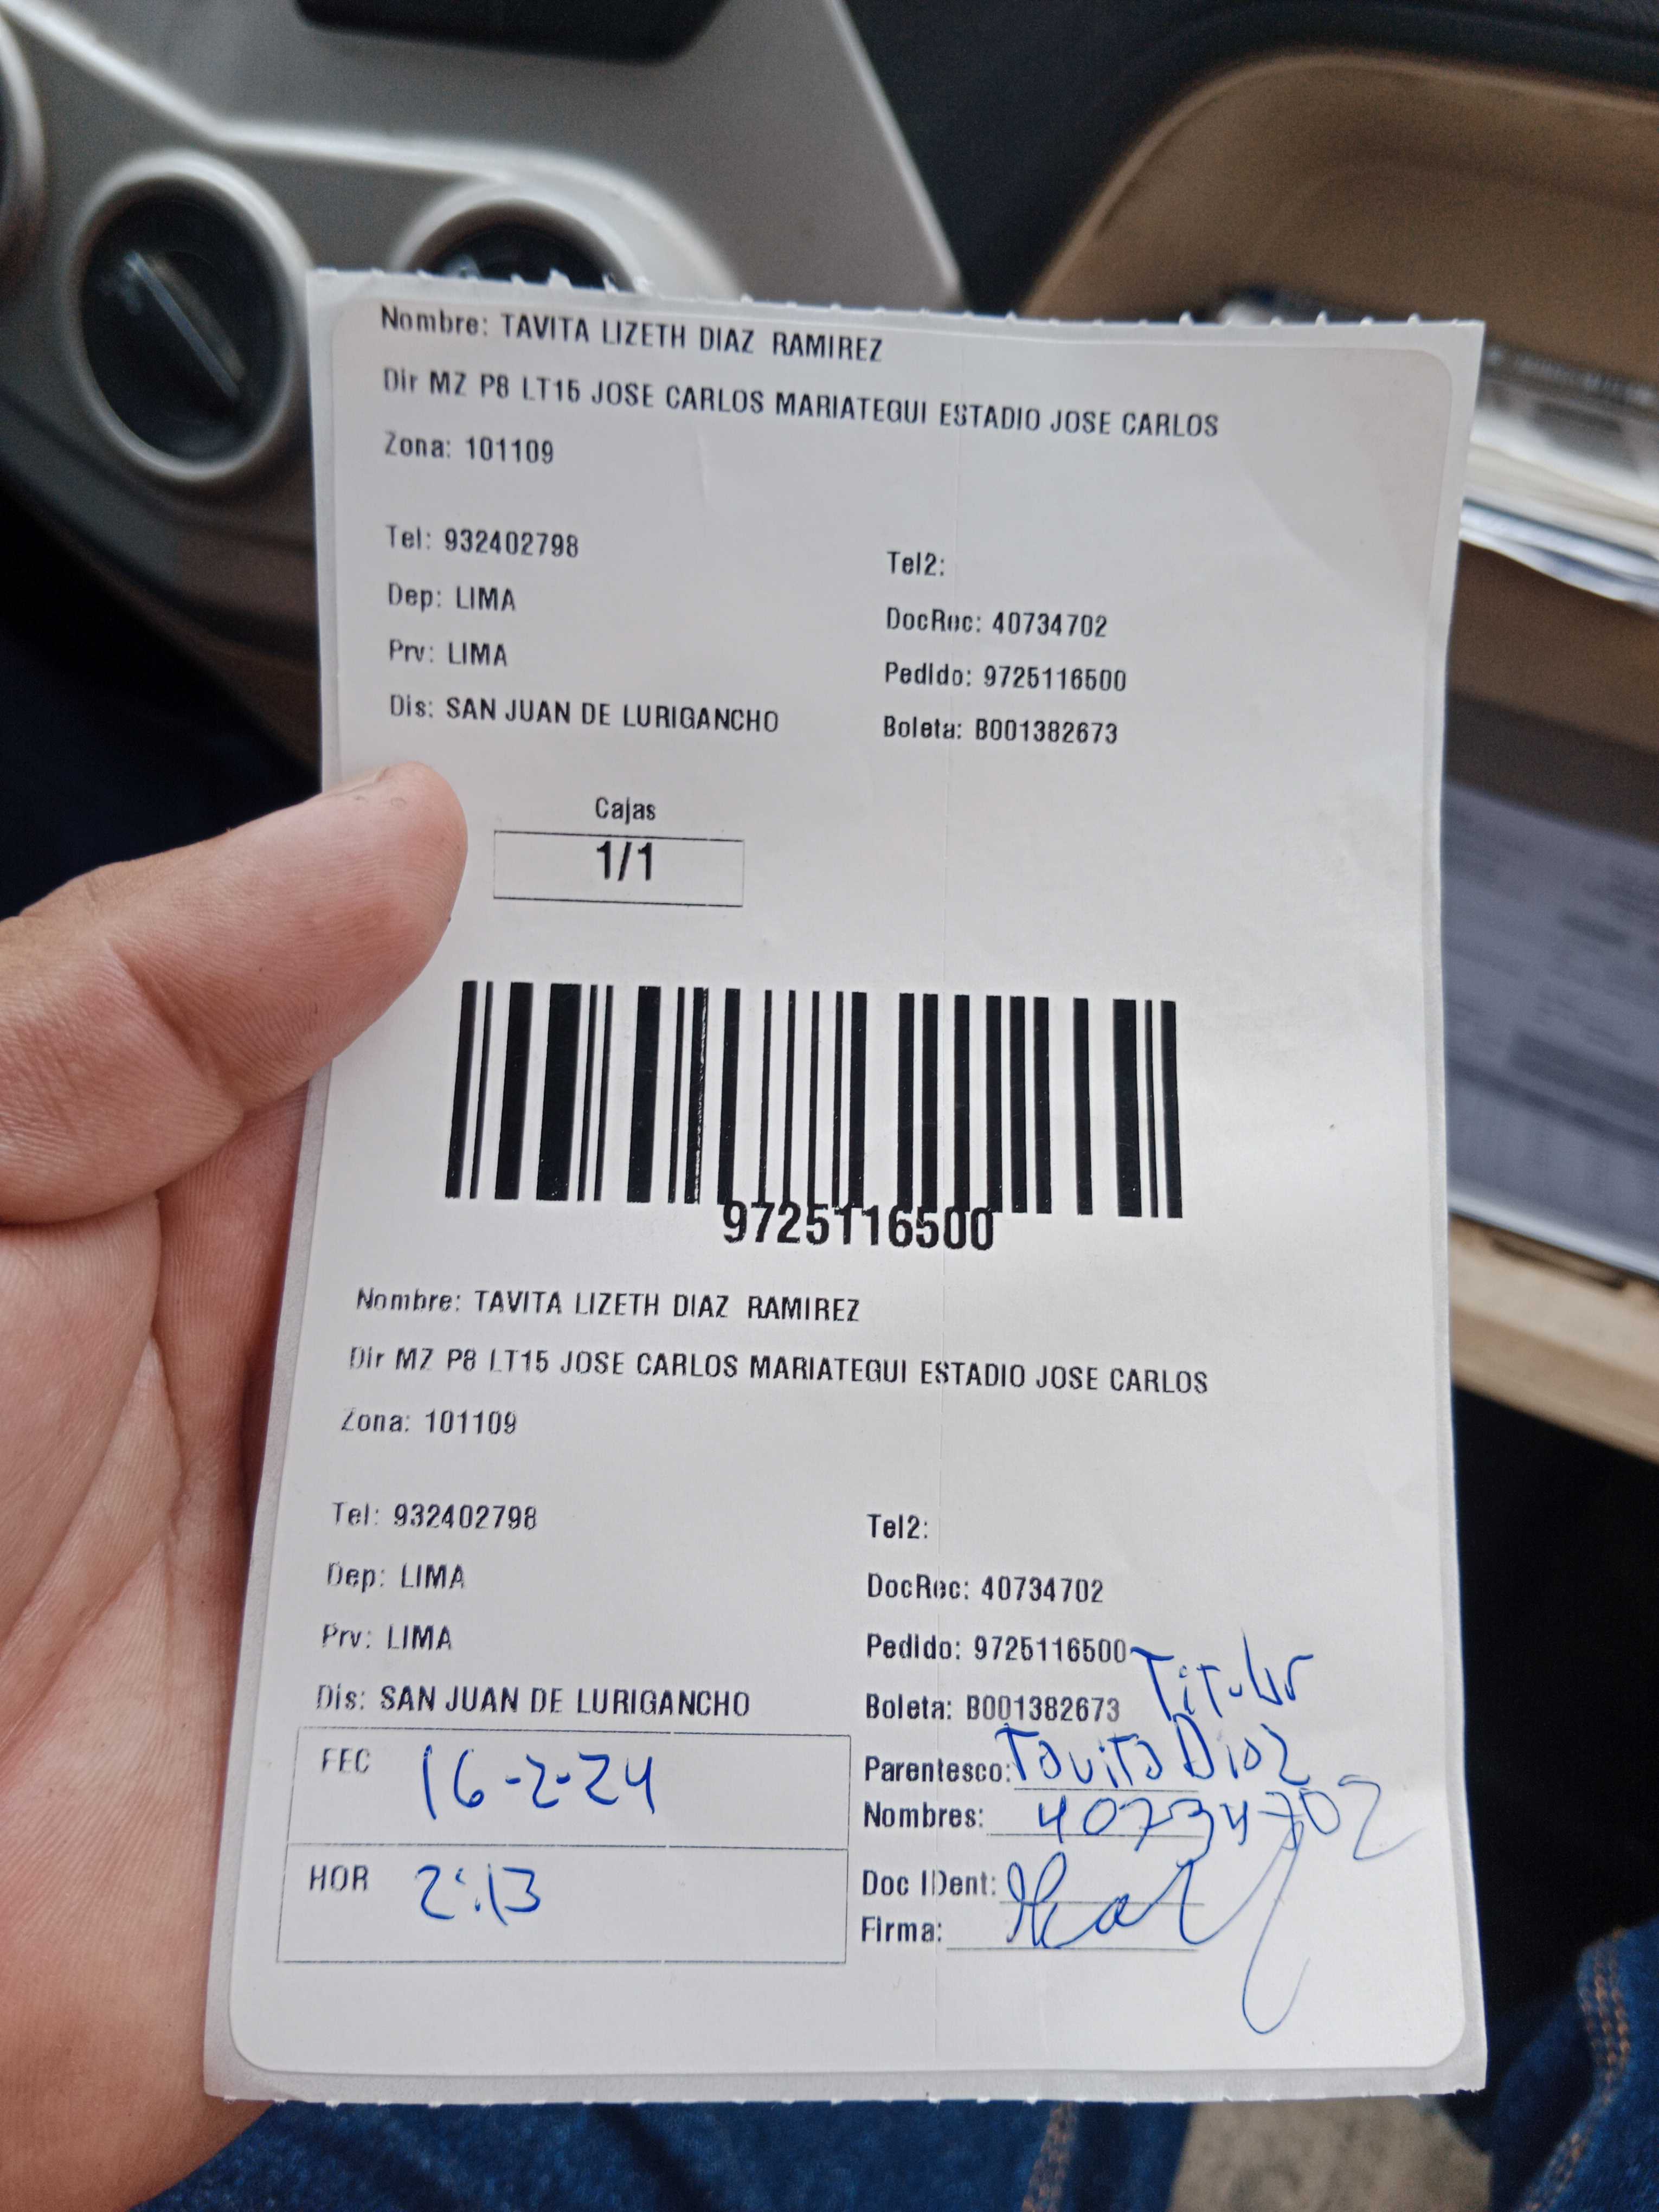 Nombre: TAVITA LIZETH DIAZ RAMIREZ
Dir MZ P8 LT15 JOSE CARLOS MARIATEGUI ESTADIO JOSE CARLOS
Zona: 101109
Tel: 932402798
Tel2:
Dep: LIMA
DocRec: 40734702
Prv: LIMA
Pedido: 9725116500
Dis: SAN JUAN DE LURIGANCHO
Boleta: B001382673
Cajas
1/1
9725116500
Nombre: TAVITA LIZETH DIAZ RAMIREZ
Dir MZ P8 LT15 JOSE CARLOS MARIATEGUI ESTADIO JOSE CARLOS
Zona: 101109
Tel: 932402798
Tel2:
Dep: LIMA
DocRec: 40734702
Prv: LIMA
Pedido: 9725116500
Titular
Dis: SAN JUAN DE LURIGANCHO
Boleta: B001382673
FEC 16-2-24
Parentesco: Tavita Diaz
Nombres: 40734702
HOR 2:13
Doc IDent:
Firma: